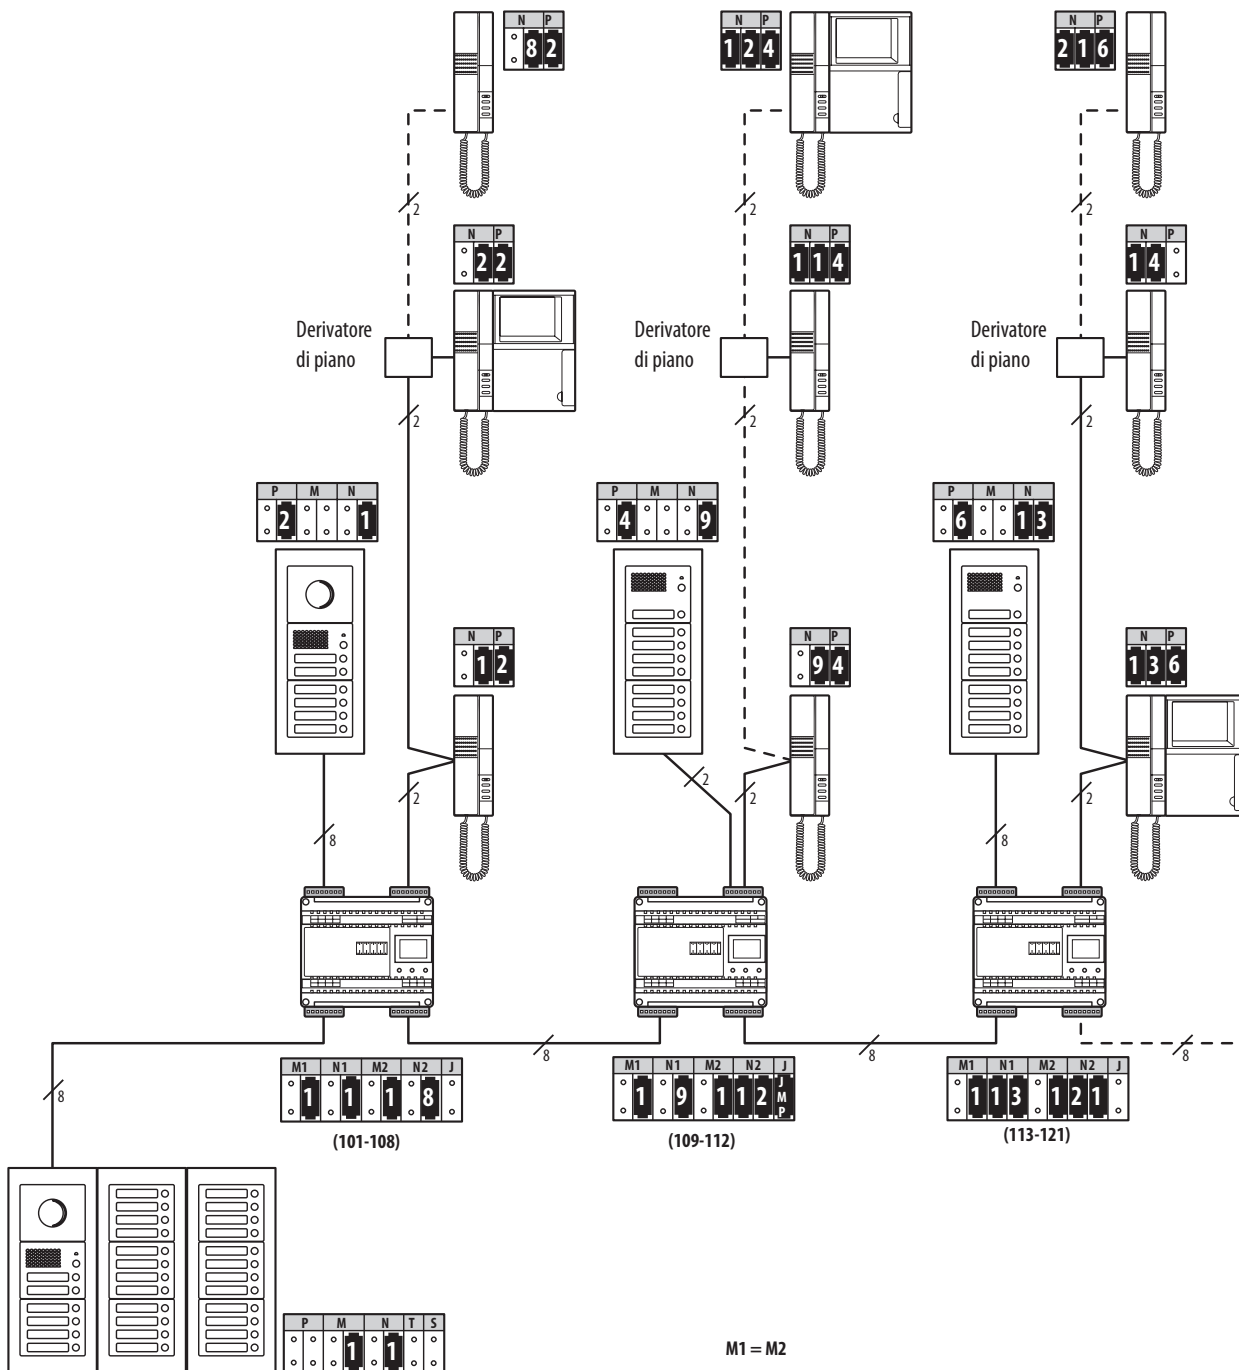 N P
8 2
N P
1 2 4
N P
2 1 6
2
2
2
N P
2 2
N P
1 1 4
N P
1 4
Derivatore
di piano
Derivatore
di piano
Derivatore
di piano
2
2
2
P M N
2 1
P M N
4 9
P M N
6 1 3
N P
1 2
N P
9 4
N P
1 3 6
2
2
2
2
8
8
8
8
8
8
M1 N1 M2 N2 J
1 1 1 8
(101-108)
M1 N1 M2 N2 J
1 9 1 1 2 J M P
(109-112)
M1 N1 M2 N2 J
1 1 3 1 2 1
(113-121)
P M N T S
1 1
M1 = M2